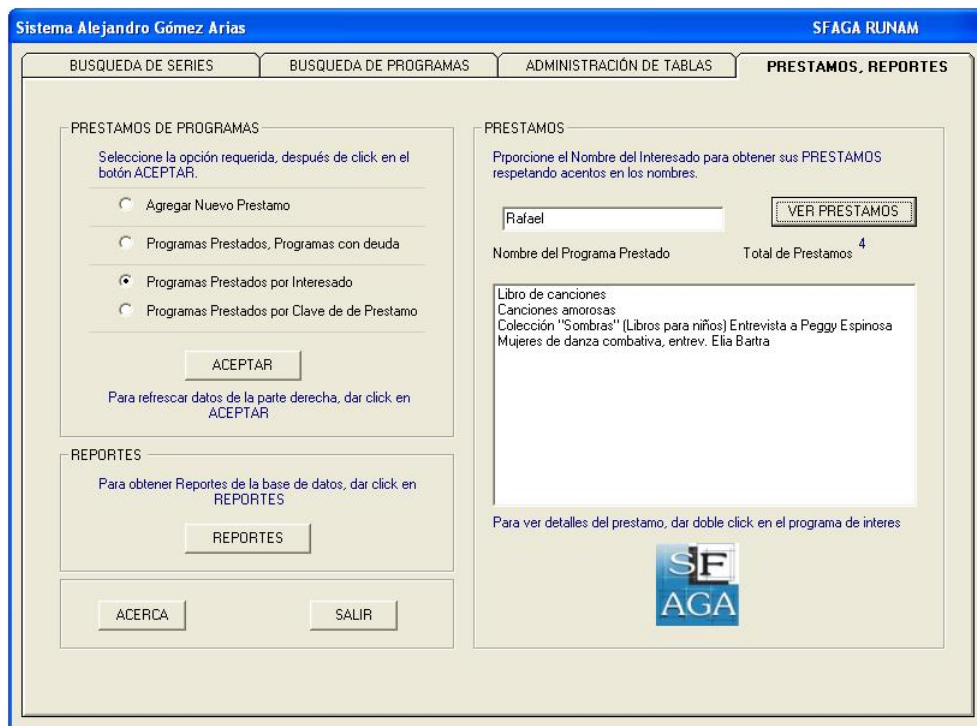 Sistema Alejandro Gómez Arias
SFAGA RUNAM
BUSQUEDA DE SERIES
BUSQUEDA DE PROGRAMAS
ADMINISTRACIÓN DE TABLAS
PRESTAMOS, REPORTES
PRESTAMOS DE PROGRAMAS
Seleccione la opción requerida, después de click en el
botón ACEPTAR.
Agregar Nuevo Prestamo
Programas Prestados, Programas con deuda
Programas Prestados por Interesado
Programas Prestados por Clave de de Prestamo
ACEPTAR
Para refrescar datos de la parte derecha, dar click en
ACEPTAR
REPORTES
Para obtener Reportes de la base de datos, dar click en
REPORTES
REPORTES
ACERCA
SALIR
PRESTAMOS
Prporcione el Nombre del Interesado para obtener sus PRESTAMOS
respetando acentos en los nombres.
Rafael
VER PRESTAMOS
Nombre del Programa Prestado
Total de Prestamos 4
Libro de canciones
Canciones amorosas
Colección "Sombras" (Libros para niños) Entrevista a Peggy Espinosa
Mujeres de danza combativa, entrev. Elia Bartra
Para ver detalles del prestamo, dar doble click en el programa de interes
SF
AGA